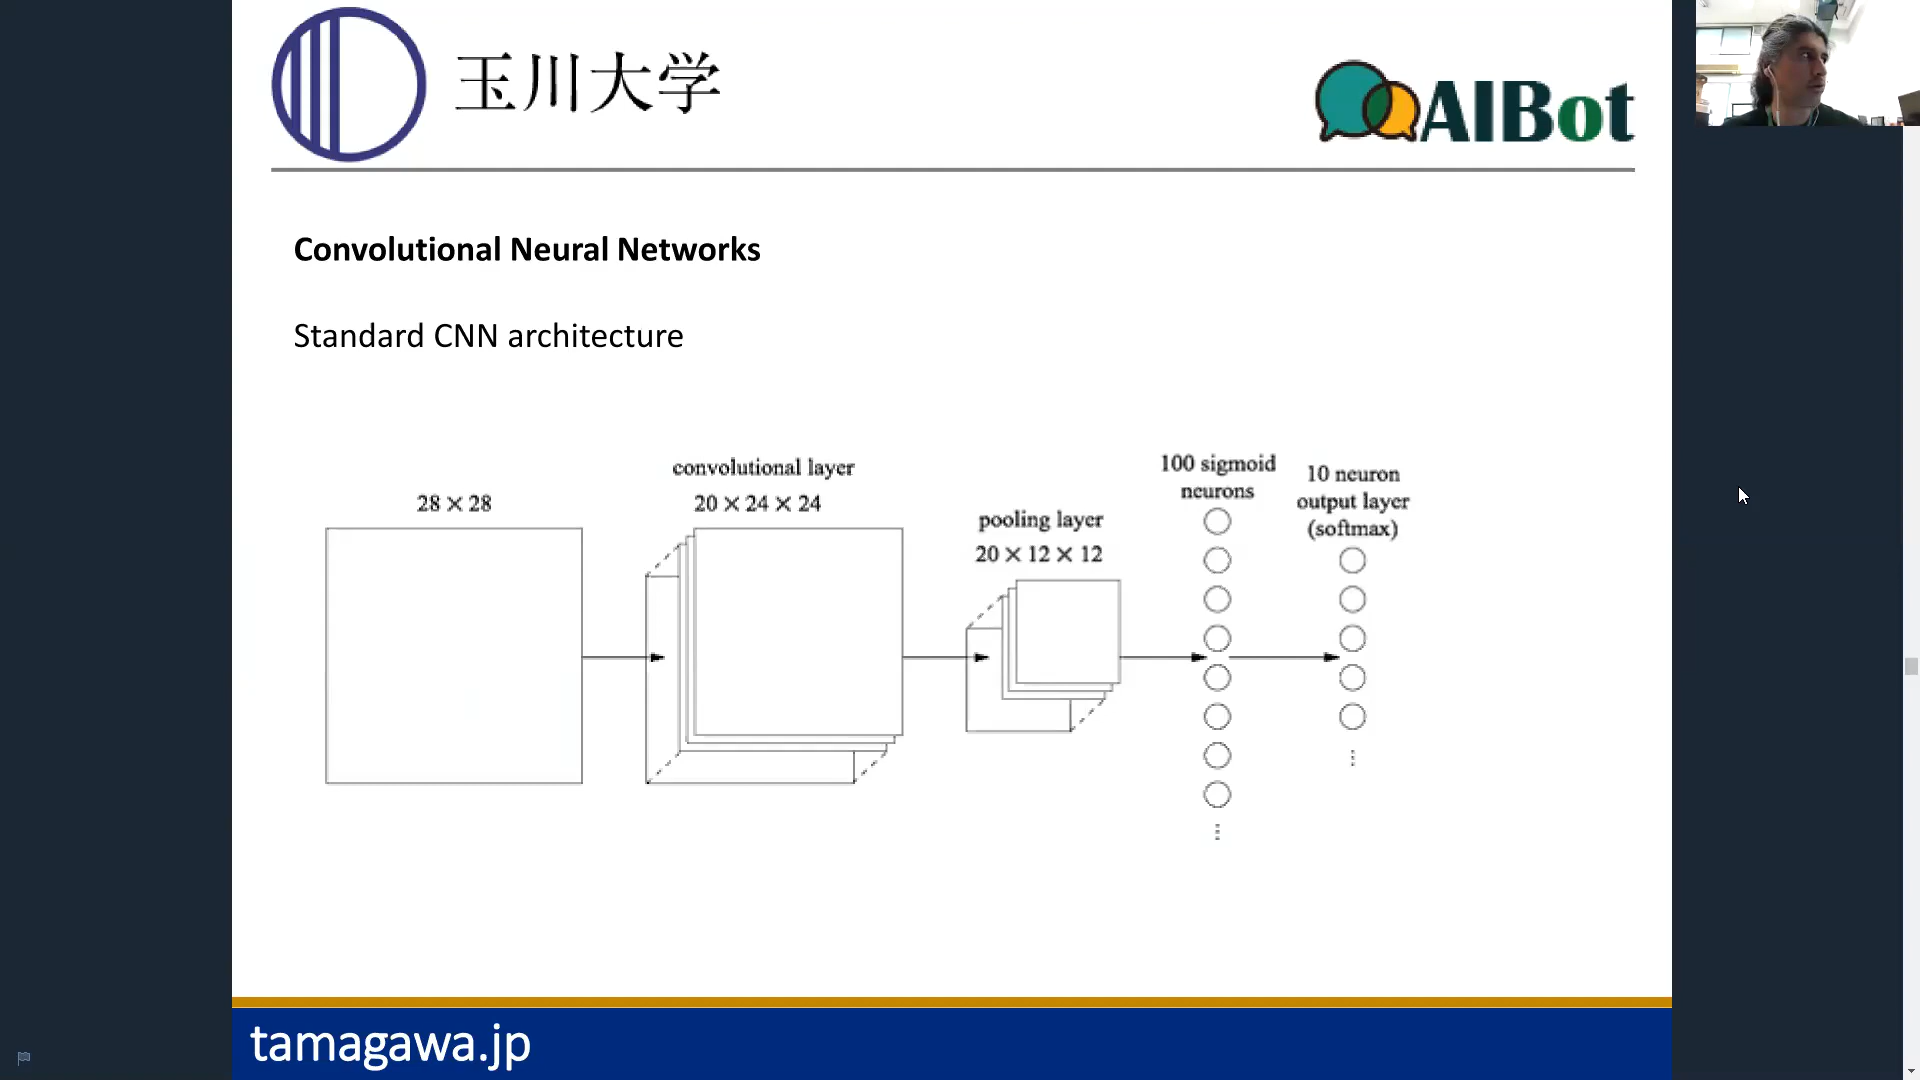 玉川大学
AIBot
Convolutional Neural Networks
Standard CNN architecture
28 × 28
convolutional layer
20 × 24 × 24
pooling layer
20 × 12 × 12
100 sigmoid
neurons
10 neuron
output layer
(softmax)
tamagawa.jp